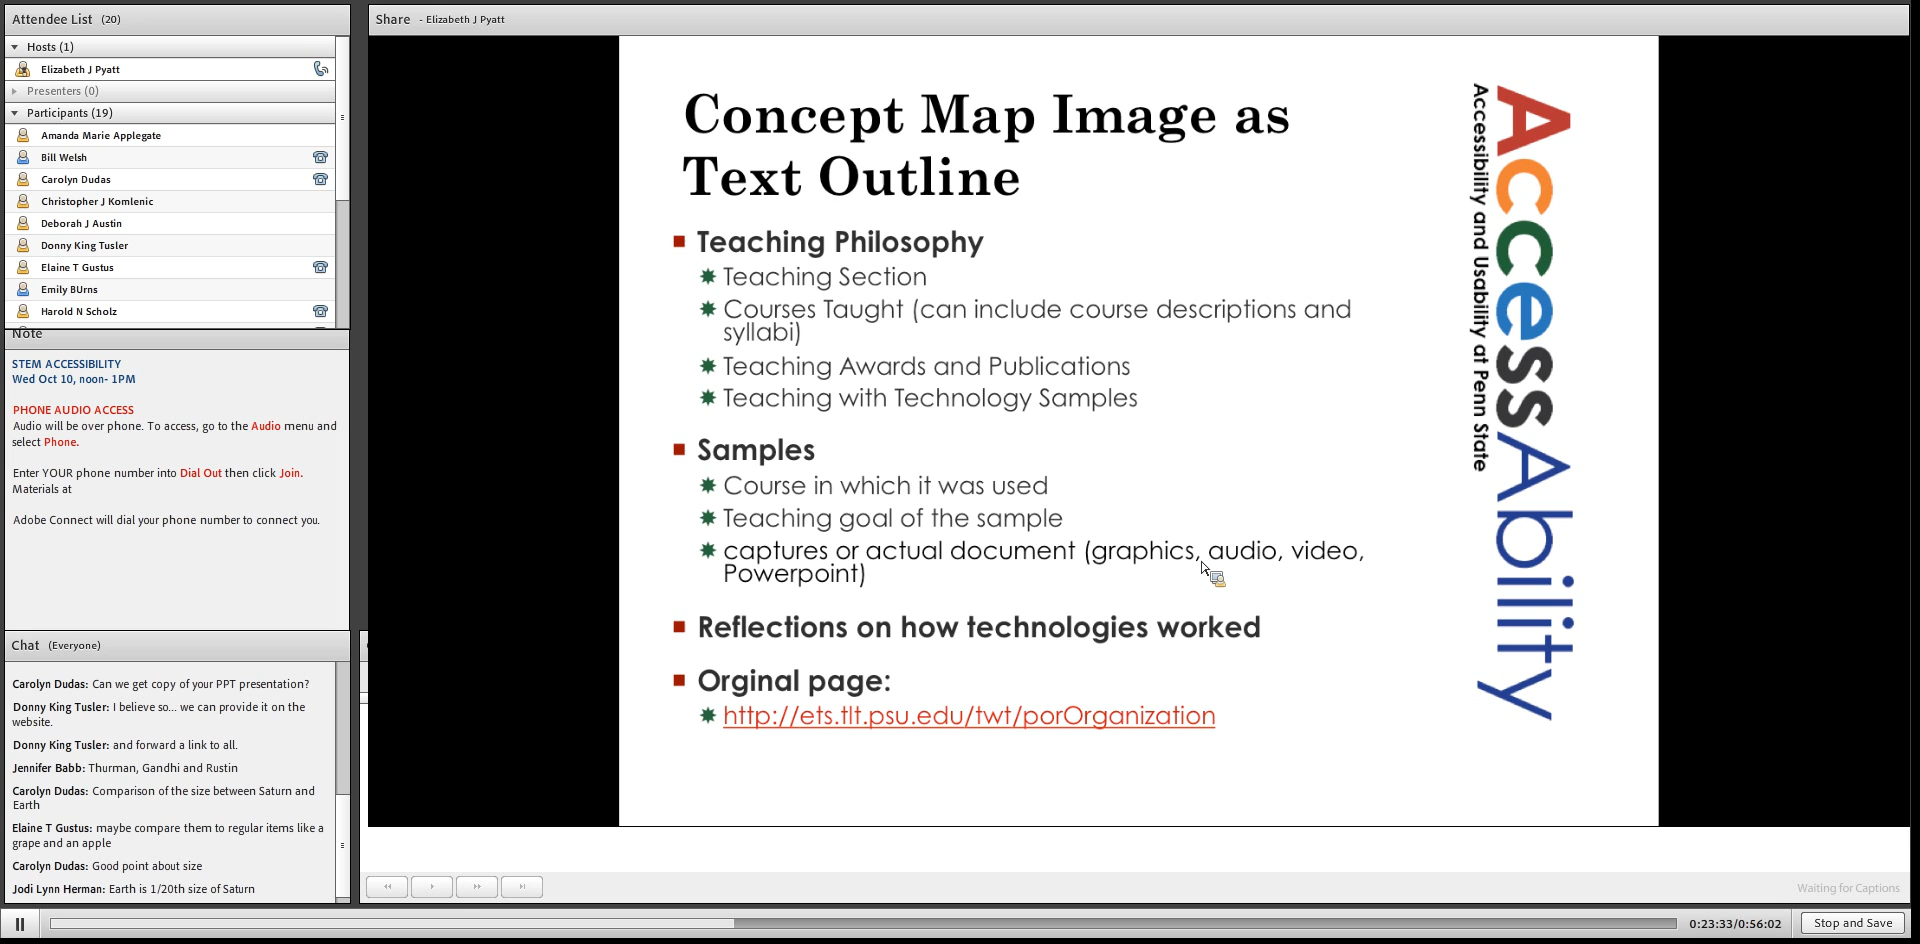 Attendee List (20)
Hosts (1)
Elizabeth J Pyatt
Presenters (0)
Participants (19)
Amanda Marie Applegate
Bill Welsh
Carolyn Dudas
Christopher J Komlenic
Deborah J Austin
Donny King Tusler
Elaine T Gustus
Emily BUrns
Harold N Scholz
Note
STEM ACCESSIBILITY
Wed Oct 10, noon- 1PM
PHONE AUDIO ACCESS
Audio will be over phone. To access, go to the Audio menu and
select Phone.
Enter YOUR phone number into Dial Out then click Join.
Materials at
Adobe Connect will dial your phone number to connect you.
Chat (Everyone)
Carolyn Dudas: Can we get copy of your PPT presentation?
Donny King Tusler: I believe so... we can provide it on the
website.
Donny King Tusler: and forward a link to all.
Jennifer Babb: Thurman, Gandhi and Rustin
Carolyn Dudas: Comparison of the size between Saturn and
Earth
Elaine T Gustus: maybe compare them to regular items like a
grape and an apple
Carolyn Dudas: Good point about size
Jodi Lynn Herman: Earth is 1/20th size of Saturn
Share - Elizabeth J Pyatt
Concept Map Image as
Text Outline
Teaching Philosophy
Teaching Section
Courses Taught (can include course descriptions and
syllabi)
Teaching Awards and Publications
Teaching with Technology Samples
Samples
Course in which it was used
Teaching goal of the sample
captures or actual document (graphics, audio, video,
Powerpoint)
Reflections on how technologies worked
Orginal page:
http://ets.tlt.psu.edu/twt/porOrganization
AccessAbility
Accessibility and Usability at Penn State
Waiting for Captions
0:23:33/0:56:02
Stop and Save